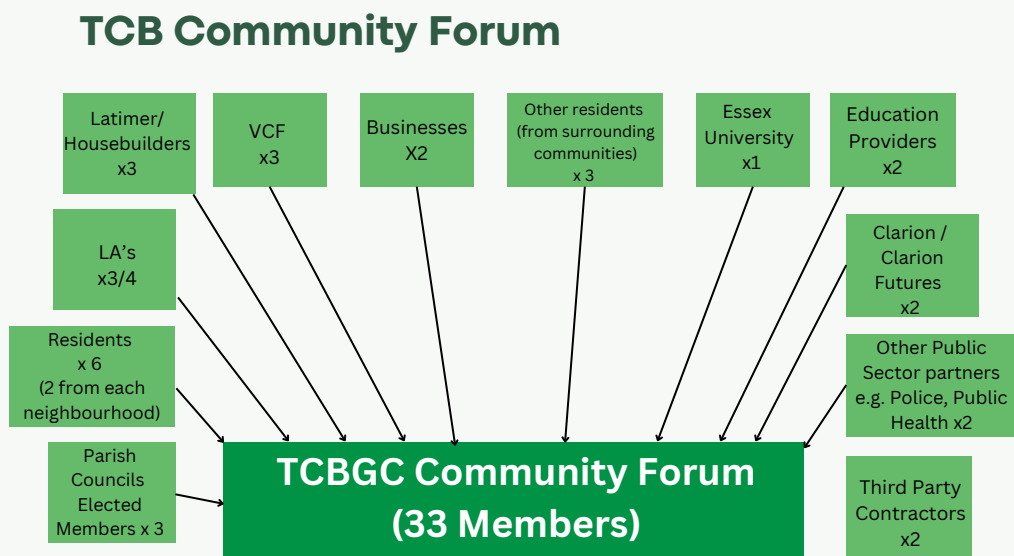 TCB Community Forum
Latimer/
Housebuilders
x3
VCF
x3
Businesses
X2
Other residents
(from surrounding
communities)
x 3
Essex
University
x1
Education
Providers
x2
LA's
x3/4
Clarion /
Clarion
Futures
x2
Residents
x 6
(2 from each
neighbourhood)
Other Public
Sector partners
e.g. Police, Public
Health x2
Parish
Councils
Elected
Members x 3
TCBGC Community Forum
(33 Members)
Third Party
Contractors
x2